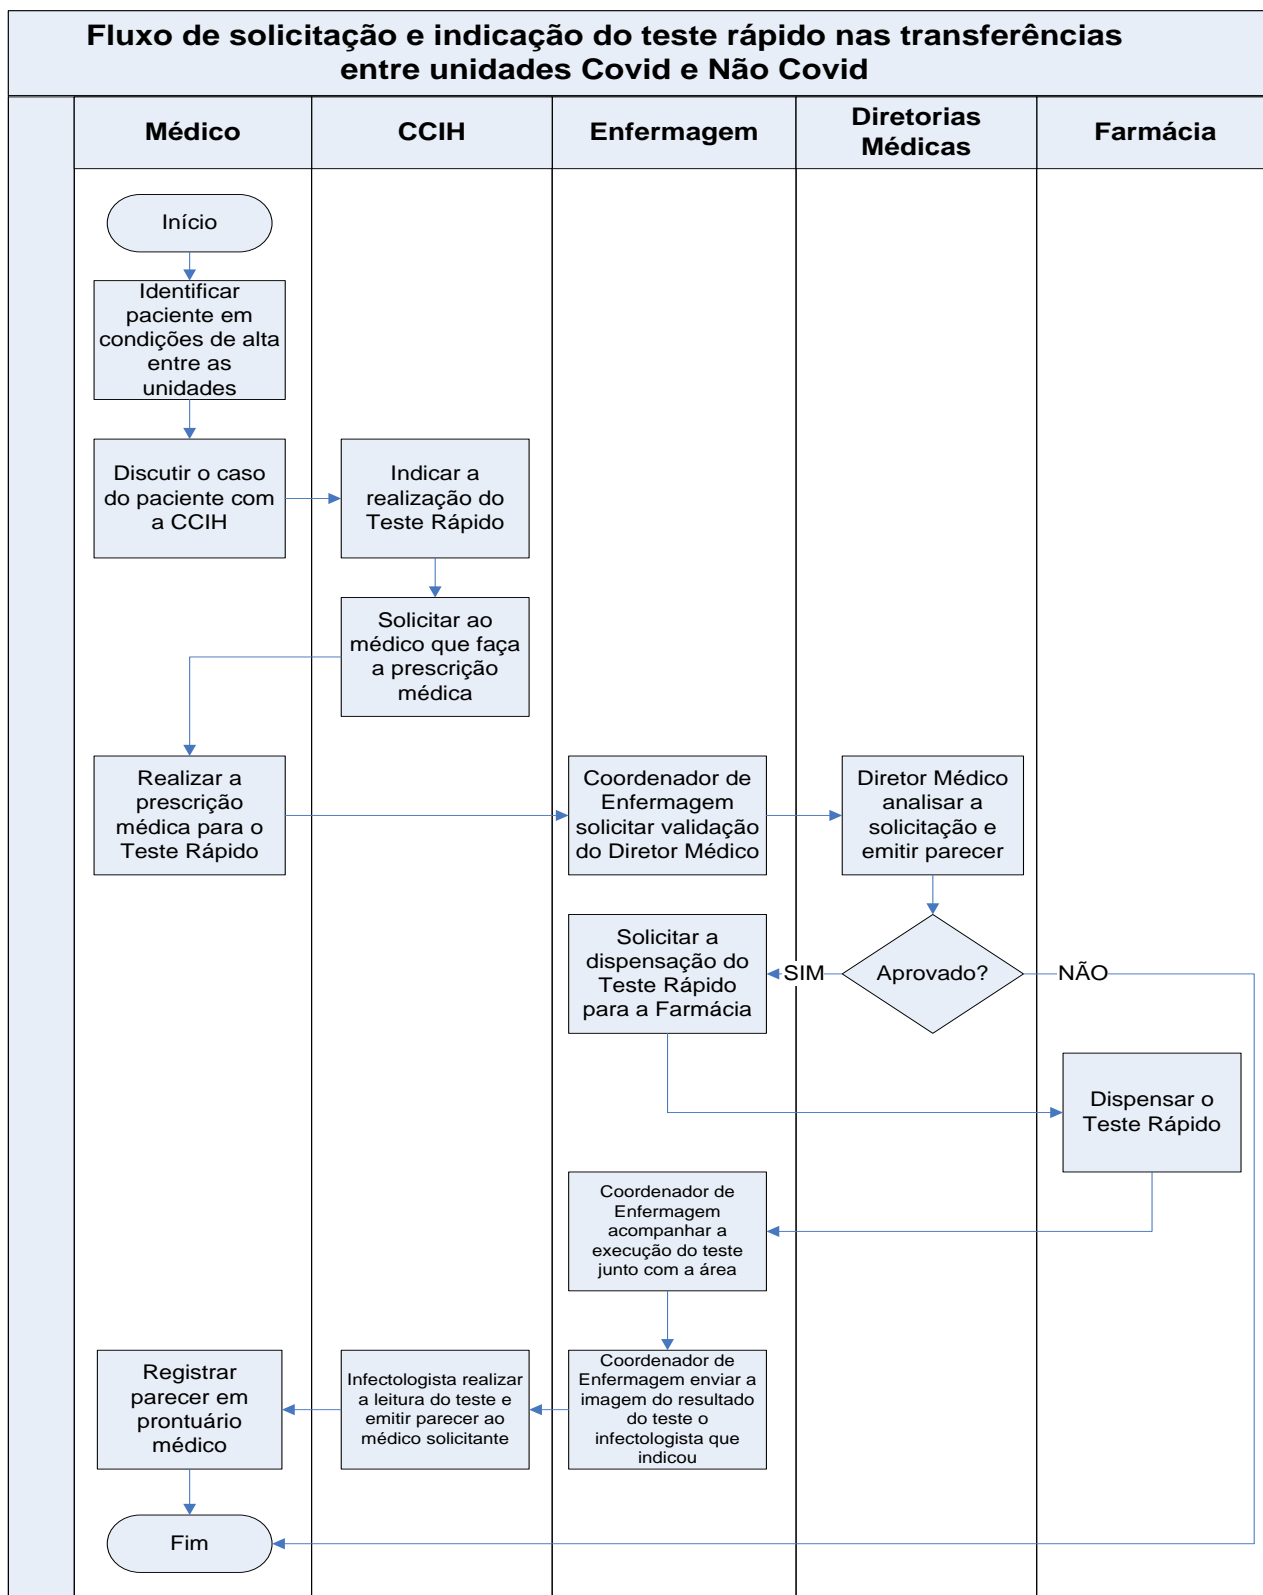 Fluxo de solicitação e indicação do teste rápido nas transferências
entre unidades Covid e Não Covid
Médico
CCIH
Enfermagem
Diretorias
Médicas
Farmácia
Início
Identificar
paciente em
condições de alta
entre as
unidades
Discutir o caso
do paciente com
a CCIH
Indicar a
realização do
Teste Rápido
Solicitar ao
médico que faça
a prescrição
médica
Realizar a
prescrição
médica para o
Teste Rápido
Coordenador de
Enfermagem
solicitar validação
do Diretor Médico
Diretor Médico
analisar a
solicitação e
emitir parecer
Solicitar a
dispensação do
Teste Rápido
para a Farmácia
SIM
Aprovado?
NÃO
Dispensar o
Teste Rápido
Coordenador de
Enfermagem
acompanhar a
execução do teste
junto com a área
Registrar
parecer em
prontuário
médico
Infectologista realizar
a leitura do teste e
emitir parecer ao
médico solicitante
Coordenador de
Enfermagem enviar a
imagem do resultado
do teste o
infectologista que
indicou
Fim